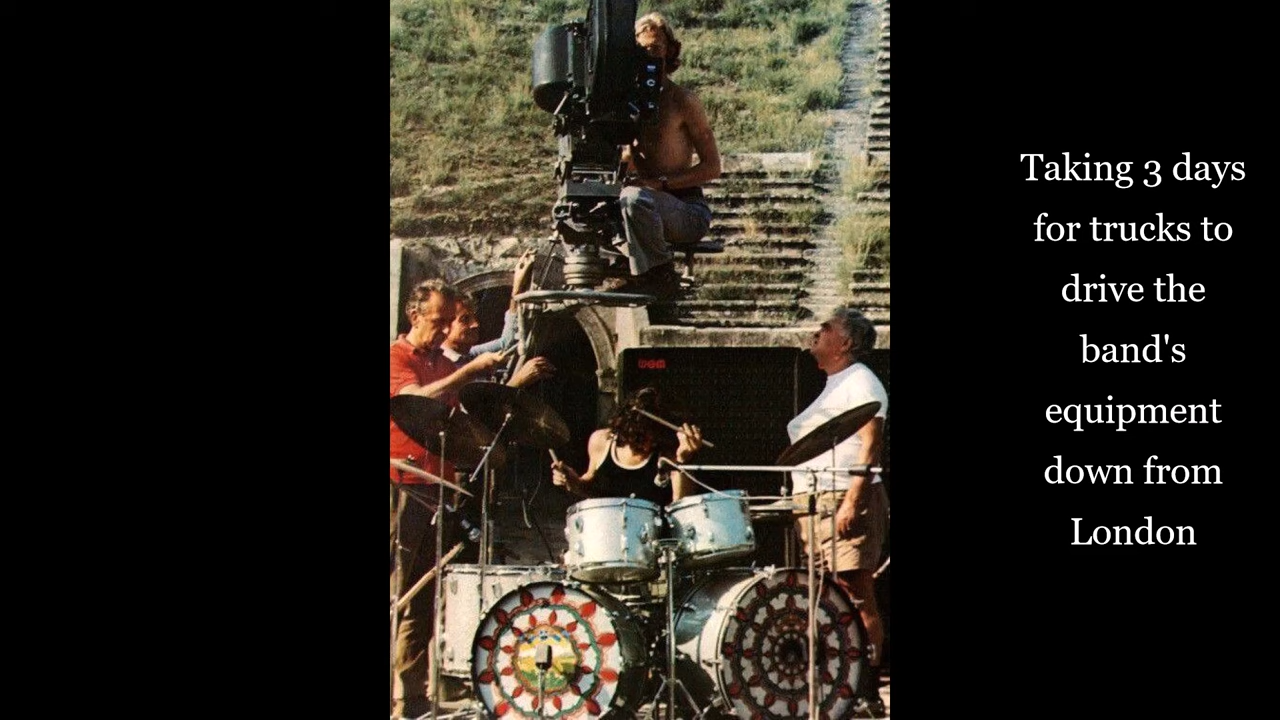 Taking 3 days
for trucks to
drive the
band's
equipment
down from
London